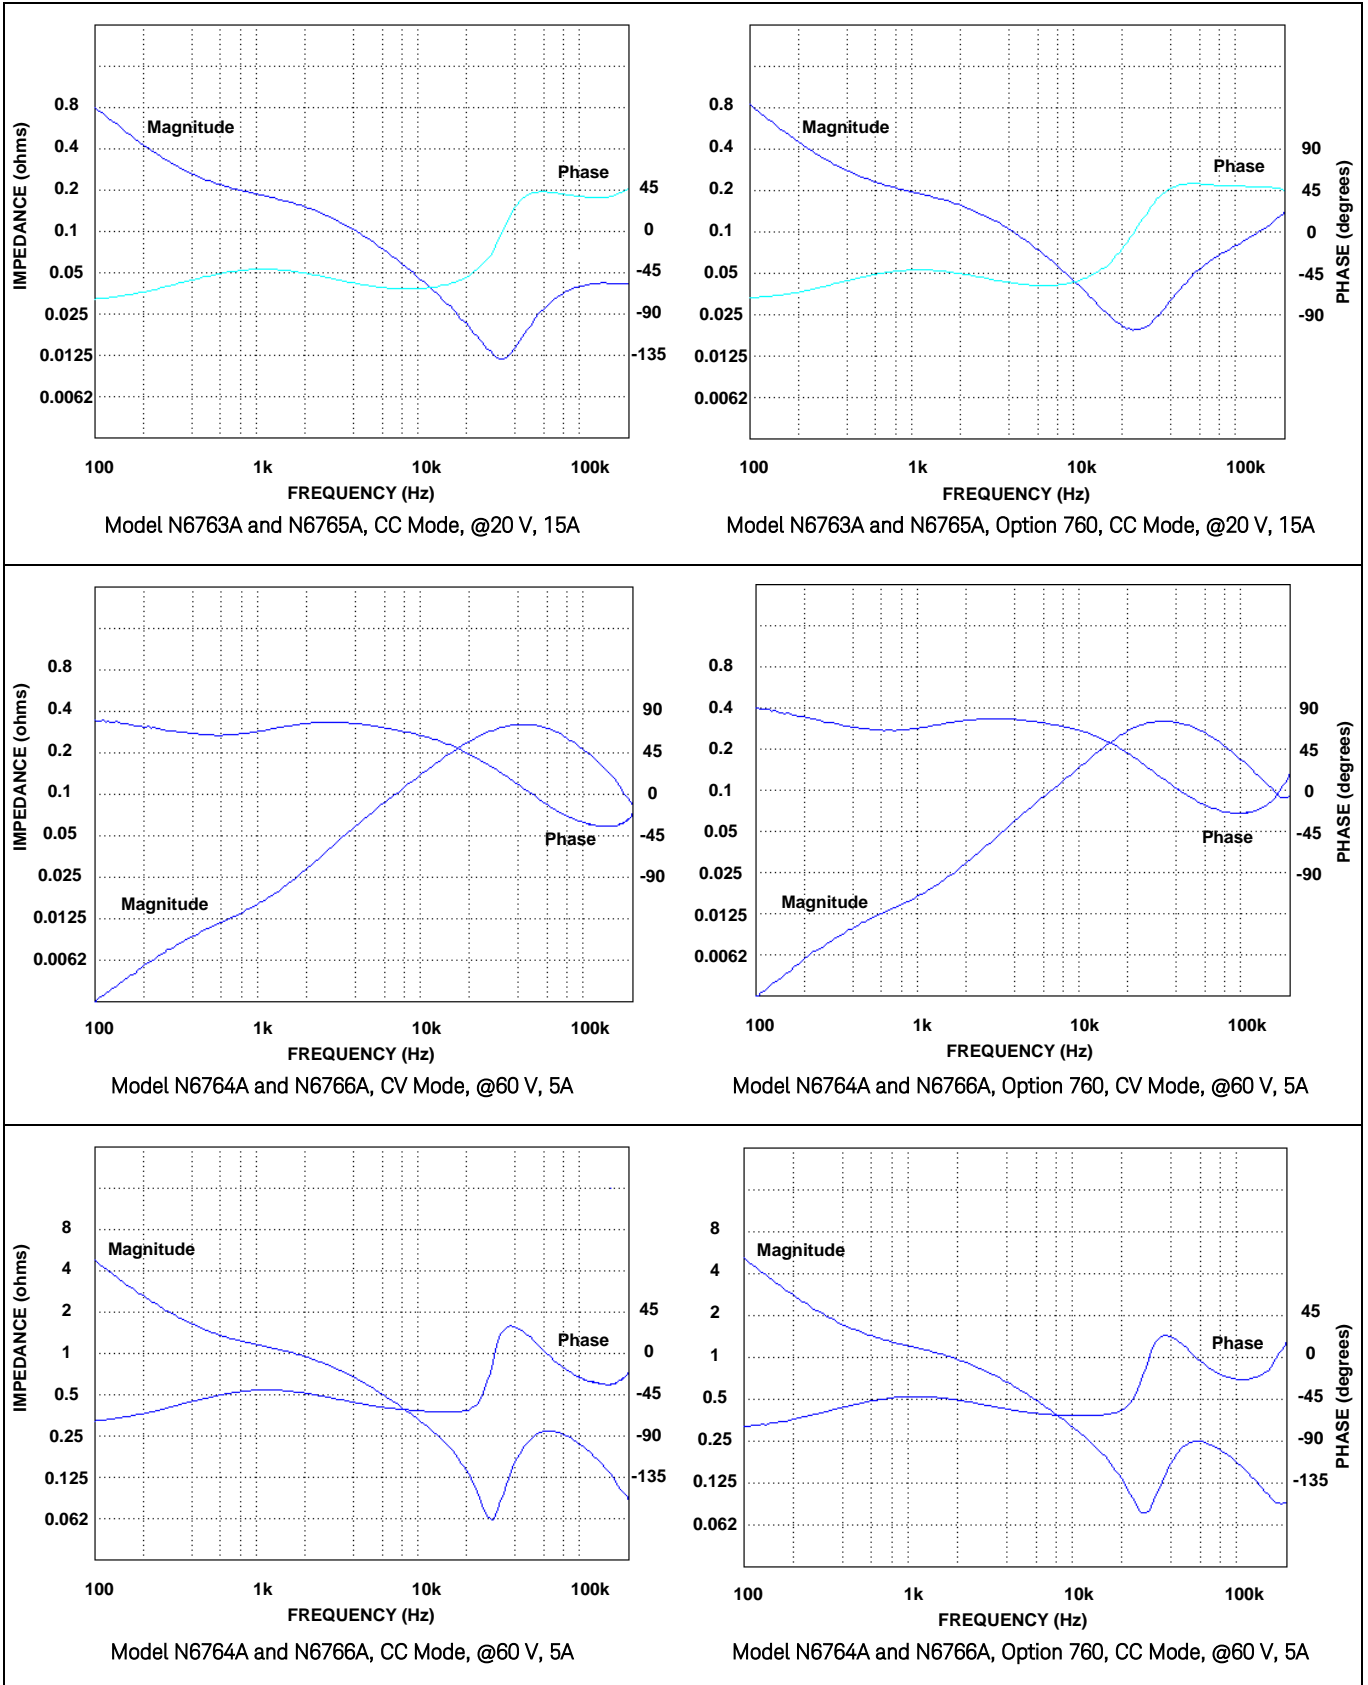 0.8
0.4
0.2
0.1
0.05
0.025
0.0125
0.0062
IMPEDANCE (ohms)
Magnitude
Phase
45
0
-45
-90
-135
100 1k 10k 100k
FREQUENCY (Hz)
Model N6763A and N6765A, CC Mode, @20 V, 15A
0.8
0.4
0.2
0.1
0.05
0.025
0.0125
0.0062
Magnitude
Phase
90
45
0
-45
-90
PHASE (degrees)
100 1k 10k 100k
FREQUENCY (Hz)
Model N6763A and N6765A, Option 760, CC Mode, @20 V, 15A
0.8
0.4
0.2
0.1
0.05
0.025
0.0125
0.0062
IMPEDANCE (ohms)
Magnitude
Phase
90
45
0
-45
-90
100 1k 10k 100k
FREQUENCY (Hz)
Model N6764A and N6766A, CV Mode, @60 V, 5A
0.8
0.4
0.2
0.1
0.05
0.025
0.0125
0.0062
Magnitude
Phase
90
45
0
-45
-90
PHASE (degrees)
100 1k 10k 100k
FREQUENCY (Hz)
Model N6764A and N6766A, Option 760, CV Mode, @60 V, 5A
8
4
2
1
0.5
0.25
0.125
0.062
IMPEDANCE (ohms)
Magnitude
Phase
45
0
-45
-90
-135
100 1k 10k 100k
FREQUENCY (Hz)
Model N6764A and N6766A, CC Mode, @60 V, 5A
8
4
2
1
0.5
0.25
0.125
0.062
Magnitude
Phase
45
0
-45
-90
-135
PHASE (degrees)
100 1k 10k 100k
FREQUENCY (Hz)
Model N6764A and N6766A, Option 760, CC Mode, @60 V, 5A